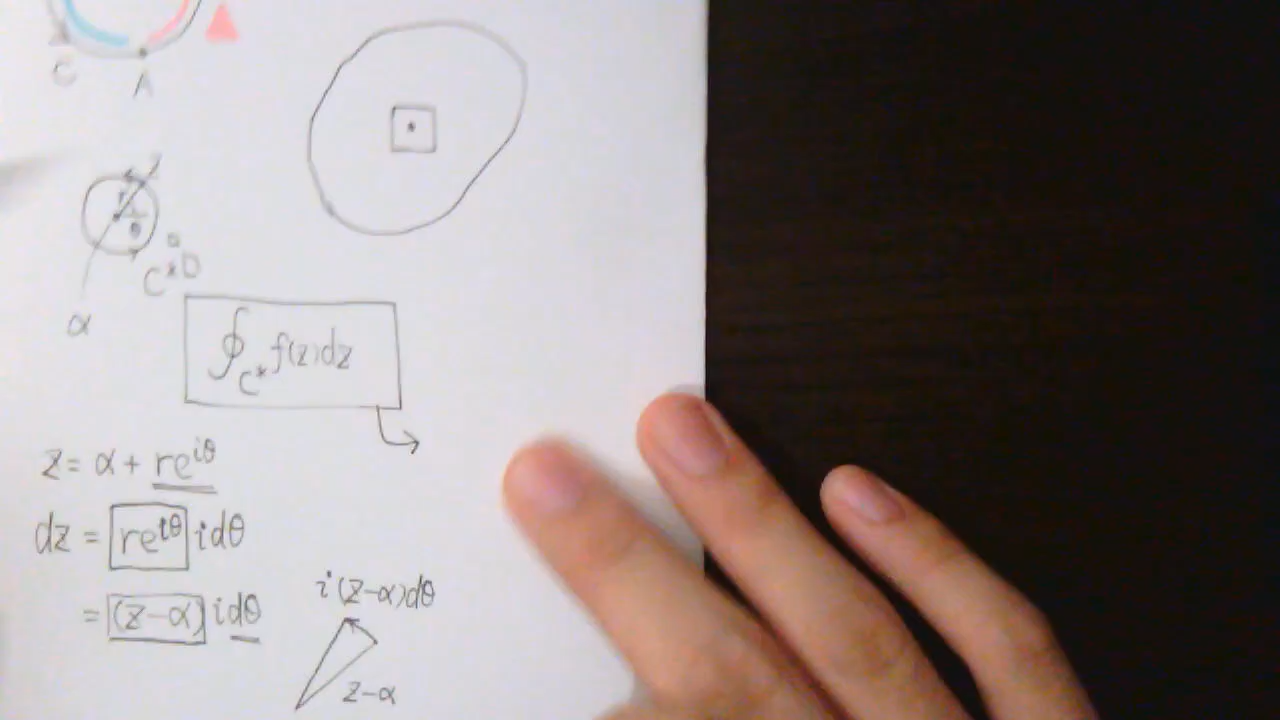 C
A
r
θ
C*
D
α
∮_{C*} f(z)dz
z = α + re^{iθ}
dz = re^{iθ} idθ
= (z-α) idθ
i(z-α)dθ
z-α